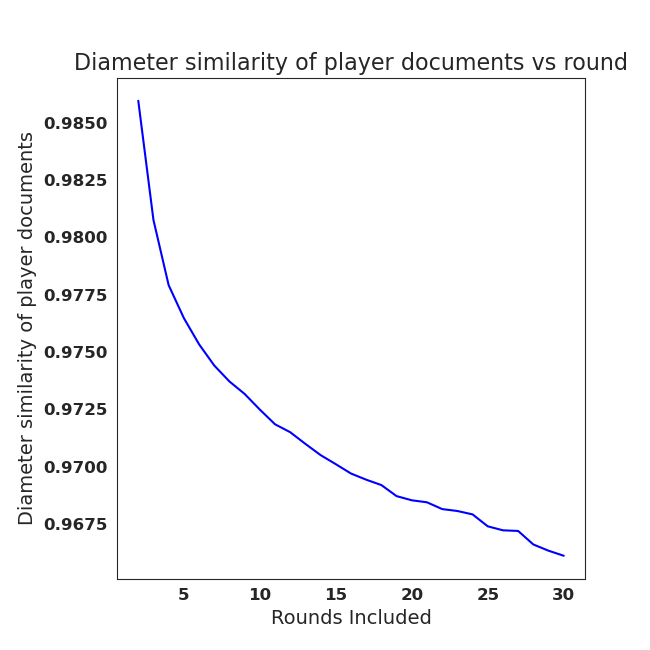 Diameter similarity of player documents vs round
Diameter similarity of player documents
0.9850
0.9825
0.9800
0.9775
0.9750
0.9725
0.9700
0.9675
5 10 15 20 25 30
Rounds Included